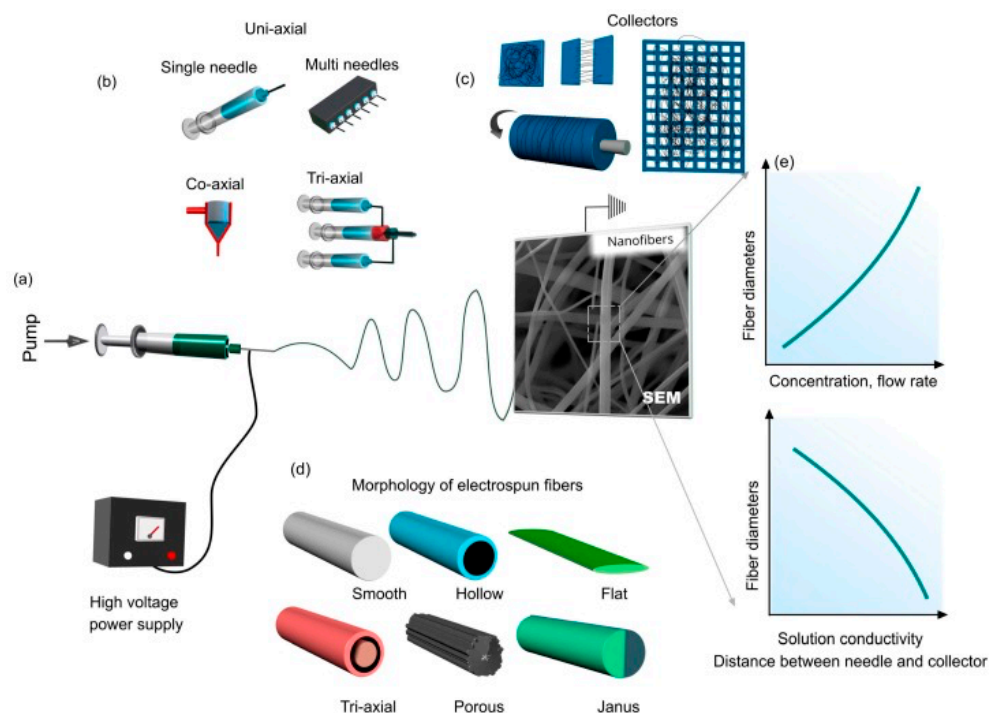 Uni-axial
(b)
Single needle
Multi needles
Co-axial
Tri-axial
Collectors
(c)
(a)
Pump
High voltage
power supply
Nanofibers
SEM
(d)
Morphology of electrospun fibers
Smooth
Hollow
Flat
Tri-axial
Porous
Janus
(e)
Fiber diameters
Concentration, flow rate
Fiber diameters
Solution conductivity
Distance between needle and collector